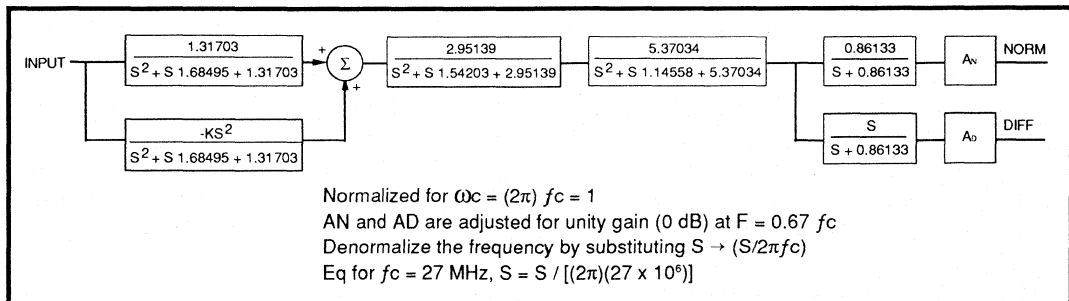 1.31703
S² + S 1.68495 + 1.31703
2.95139
S² + S 1.54203 + 2.95139
5.37034
S² + S 1.14558 + 5.37034
0.86133
S + 0.86133
AN
NORM
INPUT
+
Σ
+
-KS²
S² + S 1.68495 + 1.31703
S
S + 0.86133
AD
DIFF
Normalized for ωc = (2π) fc = 1
AN and AD are adjusted for unity gain (0 dB) at F = 0.67 fc
Denormalize the frequency by substituting S → (S/2πfc)
Eq for fc = 27 MHz, S = S / [(2π)(27 x 10⁶)]